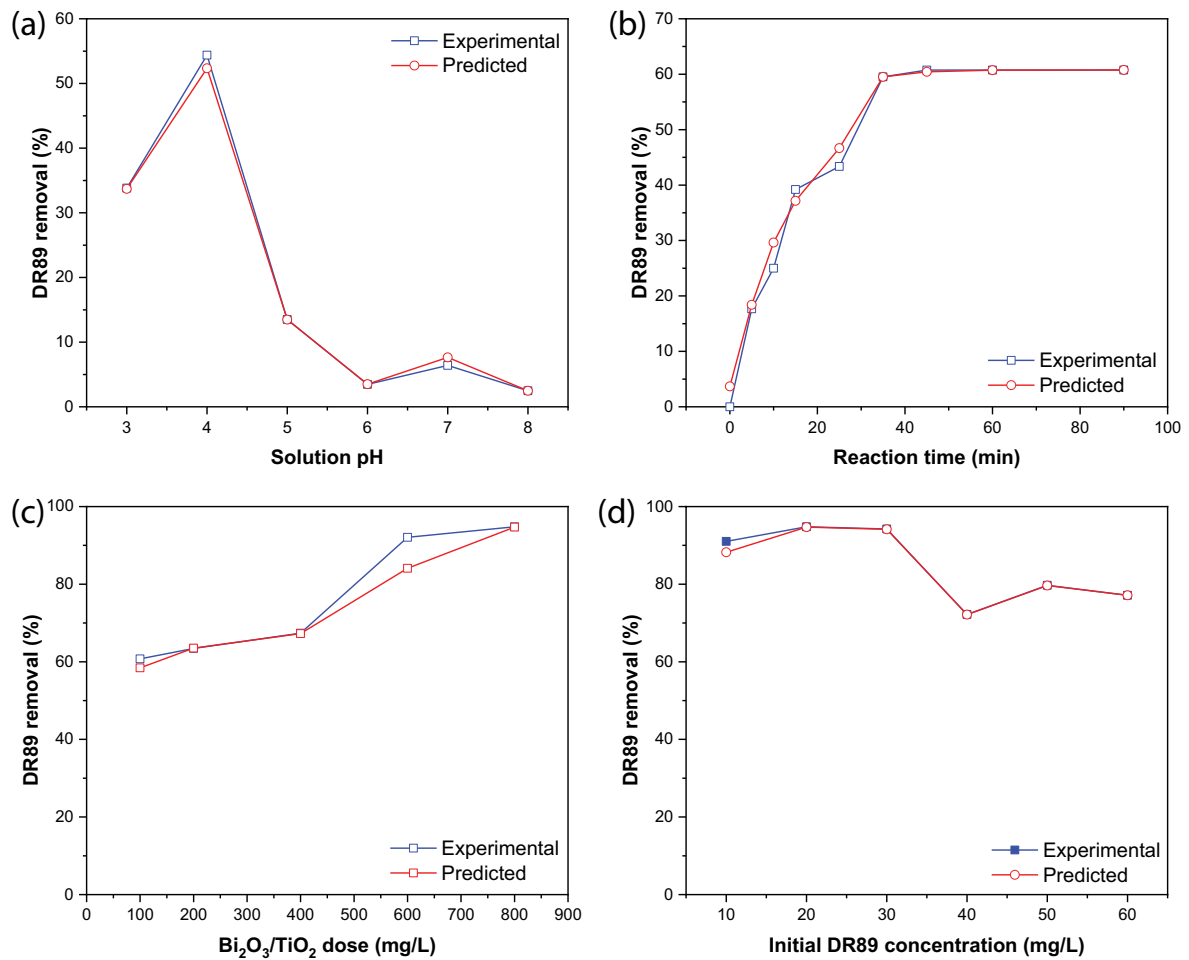 (a)
60
50
40
30
20
10
0
DR89 removal (%)
Experimental
Predicted
3 4 5 6 7 8
Solution pH
(b)
70
60
50
40
30
20
10
0
DR89 removal (%)
Experimental
Predicted
0 20 40 60 80 100
Reaction time (min)
(c)
100
80
60
40
20
0
DR89 removal (%)
Experimental
Predicted
0 100 200 300 400 500 600 700 800 900
Bi₂O₃/TiO₂ dose (mg/L)
(d)
100
80
60
40
20
0
DR89 removal (%)
Experimental
Predicted
10 20 30 40 50 60
Initial DR89 concentration (mg/L)